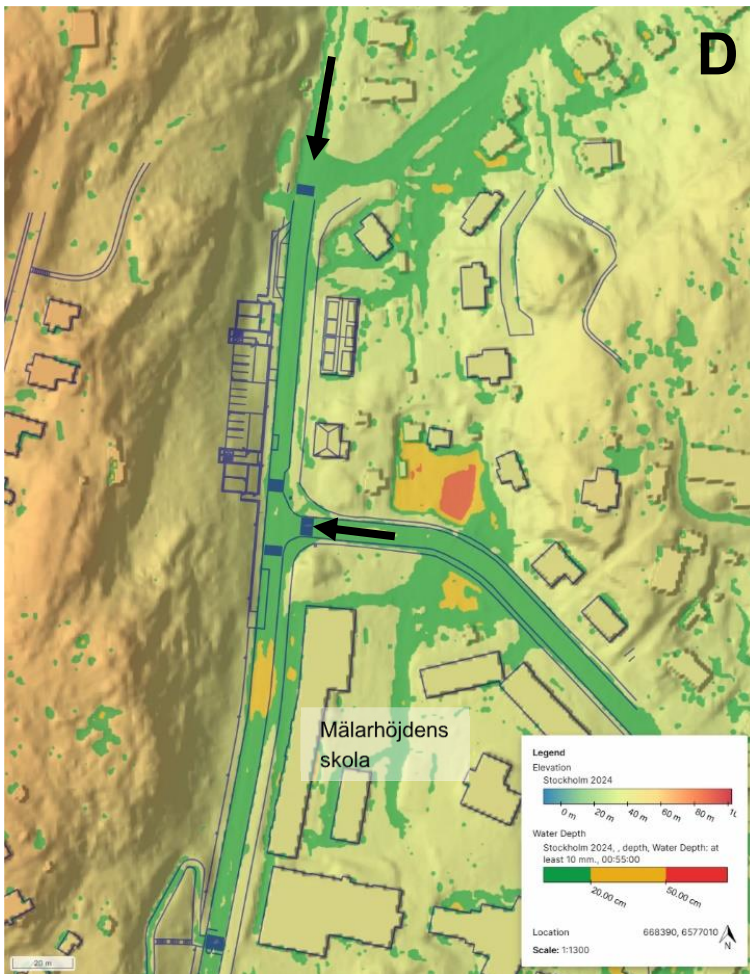 D
Mälarhöjdens
skola
Legend
Elevation
Stockholm 2024
0 m 20 m 40 m 60 m 80 m
Water Depth
Stockholm 2024, , depth, Water Depth: at
least 10 mm., 00:55:00
20.00 cm 50.00 cm
Location 668390, 6577010
N
Scale: 1:1300
20 m